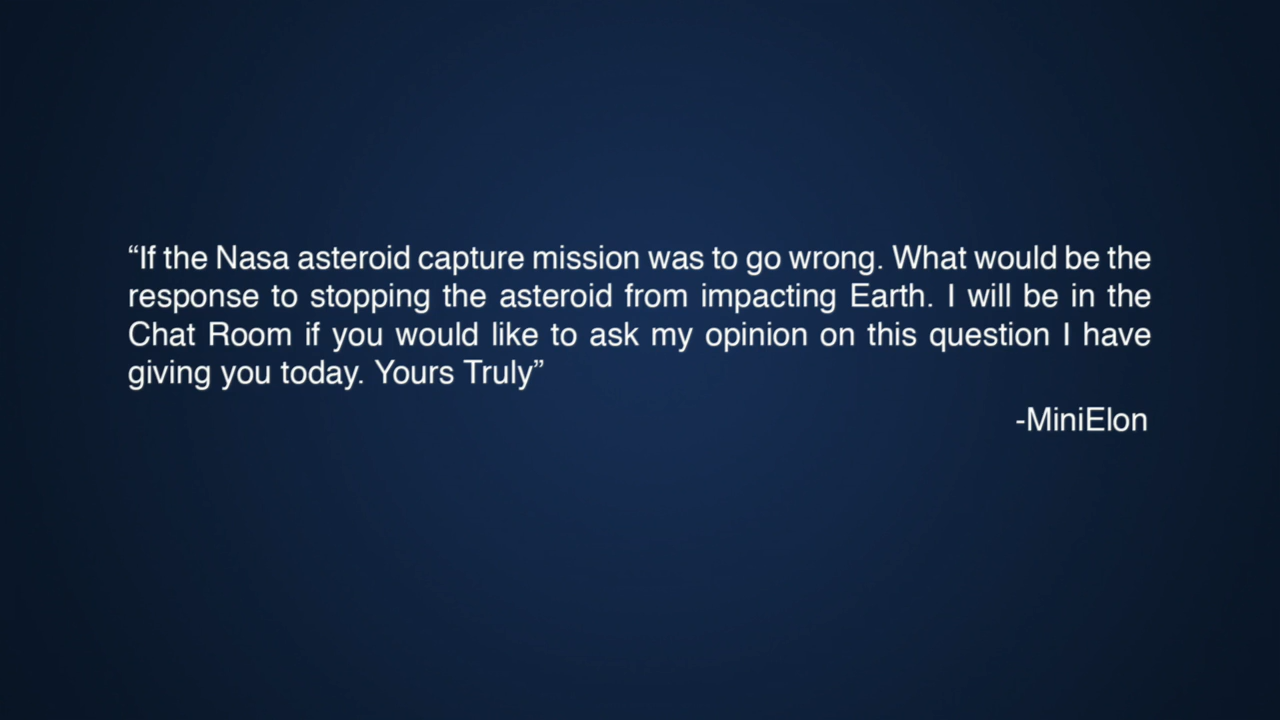 “If the Nasa asteroid capture mission was to go wrong. What would be the
response to stopping the asteroid from impacting Earth. I will be in the
Chat Room if you would like to ask my opinion on this question I have
giving you today. Yours Truly”
-MiniElon